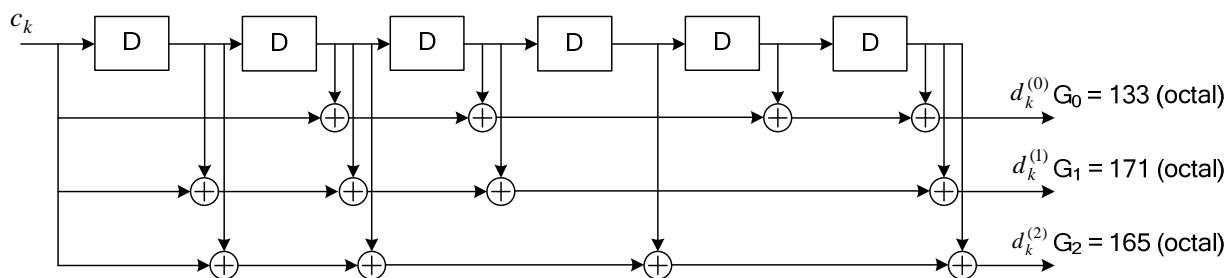 c_k
D D D D D D
d_k^{(0)} G₀ = 133 (octal)
d_k^{(1)} G₁ = 171 (octal)
d_k^{(2)} G₂ = 165 (octal)